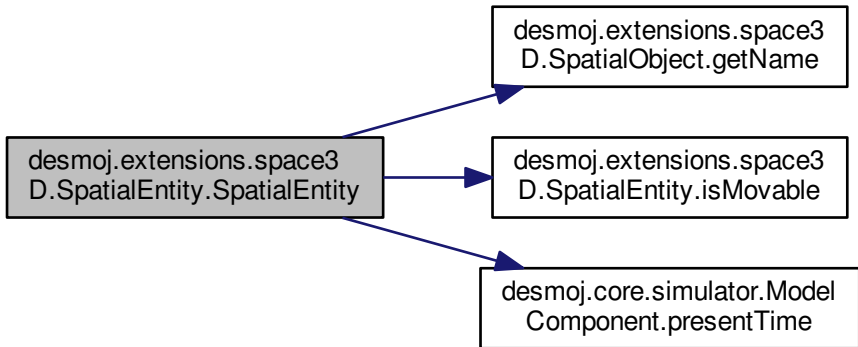 desmoj.extensions.space3
D.SpatialObject.getName
desmoj.extensions.space3
D.SpatialEntity.SpatialEntity
desmoj.extensions.space3
D.SpatialEntity.isMovable
desmoj.core.simulator.Model
Component.presentTime